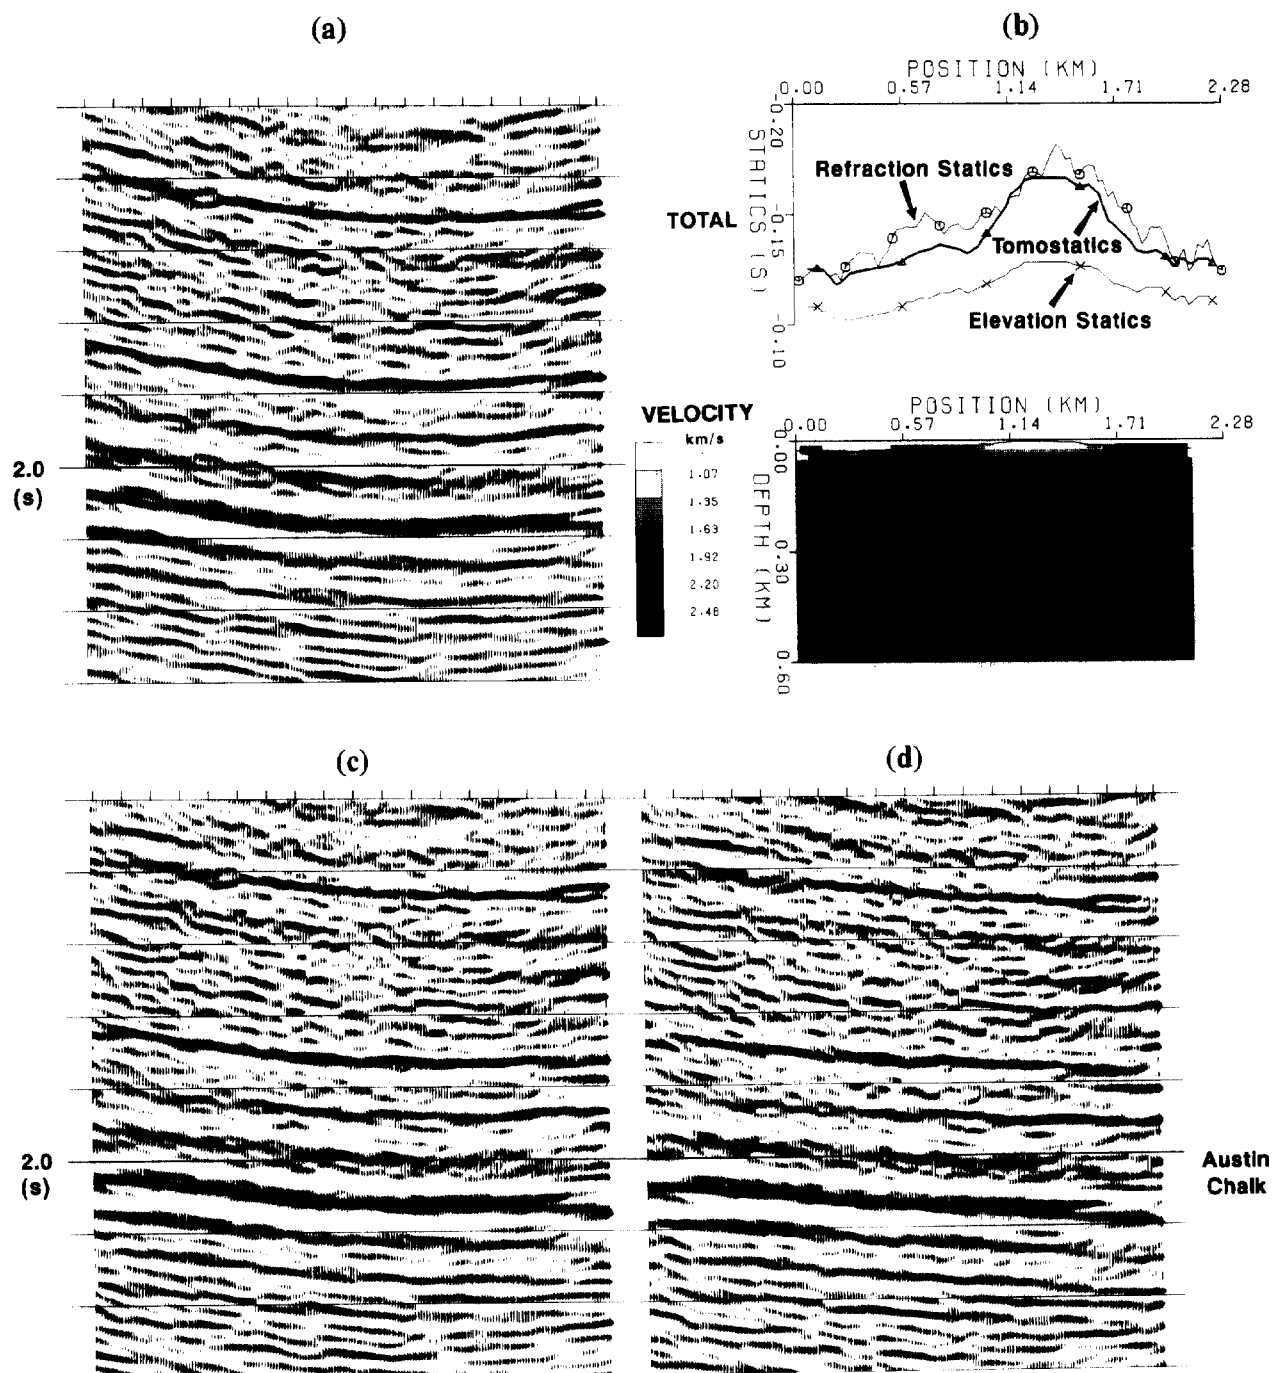 (a)
(b)
POSITION (KM)
0.00 0.57 1.14 1.71 2.28
-0.20
-0.15
-0.10
STATICS (S)
TOTAL
Refraction Statics
Tomostatics
Elevation Statics
2.0
(s)
VELOCITY
km/s
1.07
1.35
1.63
1.92
2.20
2.48
POSITION (KM)
0.00 0.57 1.14 1.71 2.28
0.00
0.30
0.60
DEPTH (KM)
(c)
(d)
2.0
(s)
Austin
Chalk